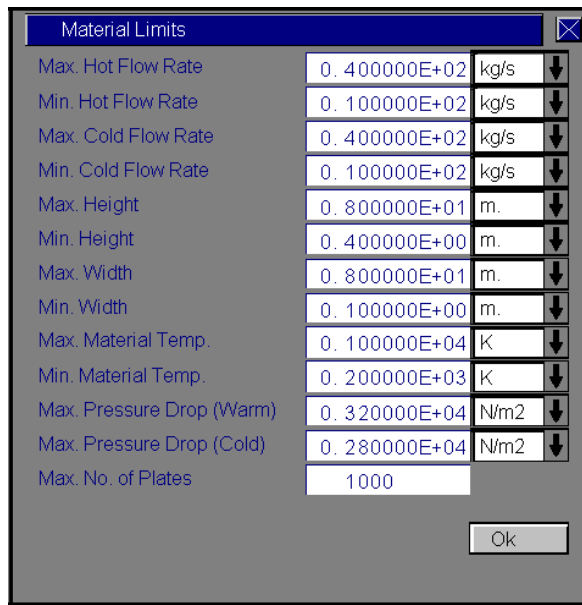 Material Limits
Max. Hot Flow Rate 0. 400000E+02 kg/s
Min. Hot Flow Rate 0. 100000E+02 kg/s
Max. Cold Flow Rate 0. 400000E+02 kg/s
Min. Cold Flow Rate 0. 100000E+02 kg/s
Max. Height 0. 800000E+01 m.
Min. Height 0. 400000E+00 m.
Max. Width 0. 800000E+01 m.
Min. Width 0. 100000E+00 m.
Max. Material Temp. 0. 100000E+04 K
Min. Material Temp. 0. 200000E+03 K
Max. Pressure Drop (Warm) 0. 320000E+04 N/m2
Max. Pressure Drop (Cold) 0. 280000E+04 N/m2
Max. No. of Plates 1000
Ok